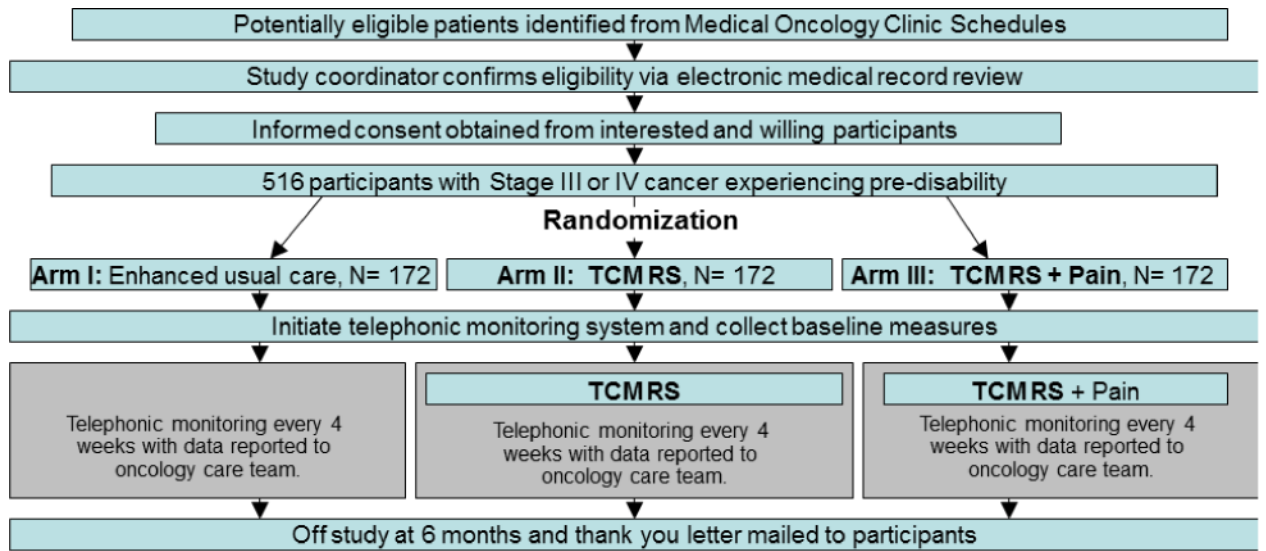 Potentially eligible patients identified from Medical Oncology Clinic Schedules
Study coordinator confirms eligibility via electronic medical record review
Informed consent obtained from interested and willing participants
516 participants with Stage III or IV cancer experiencing pre-disability
Randomization
Arm I: Enhanced usual care, N= 172
Arm II: TCMRS, N= 172
Arm III: TCMRS + Pain, N= 172
Initiate telephonic monitoring system and collect baseline measures
Telephonic monitoring every 4
weeks with data reported to
oncology care team.
TCMRS
Telephonic monitoring every 4
weeks with data reported to
oncology care team.
TCMRS + Pain
Telephonic monitoring every 4
weeks with data reported to
oncology care team.
Off study at 6 months and thank you letter mailed to participants